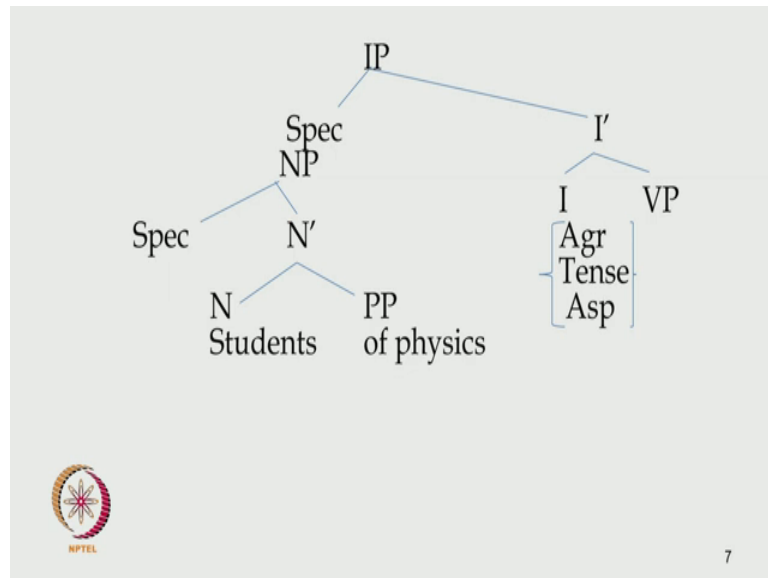 IP
Spec I′
NP
I VP
Spec N′ Agr
Tense
N PP Asp
Students of physics
NPTEL
7